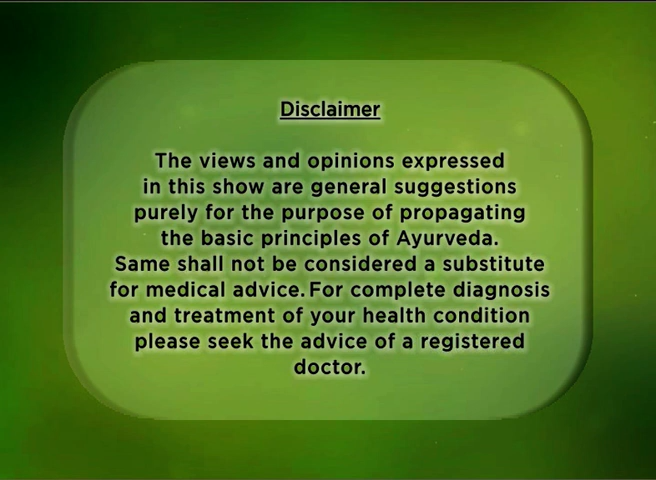 Disclaimer
The views and opinions expressed
in this show are general suggestions
purely for the purpose of propagating
the basic principles of Ayurveda.
Same shall not be considered a substitute
for medical advice. For complete diagnosis
and treatment of your health condition
please seek the advice of a registered
doctor.